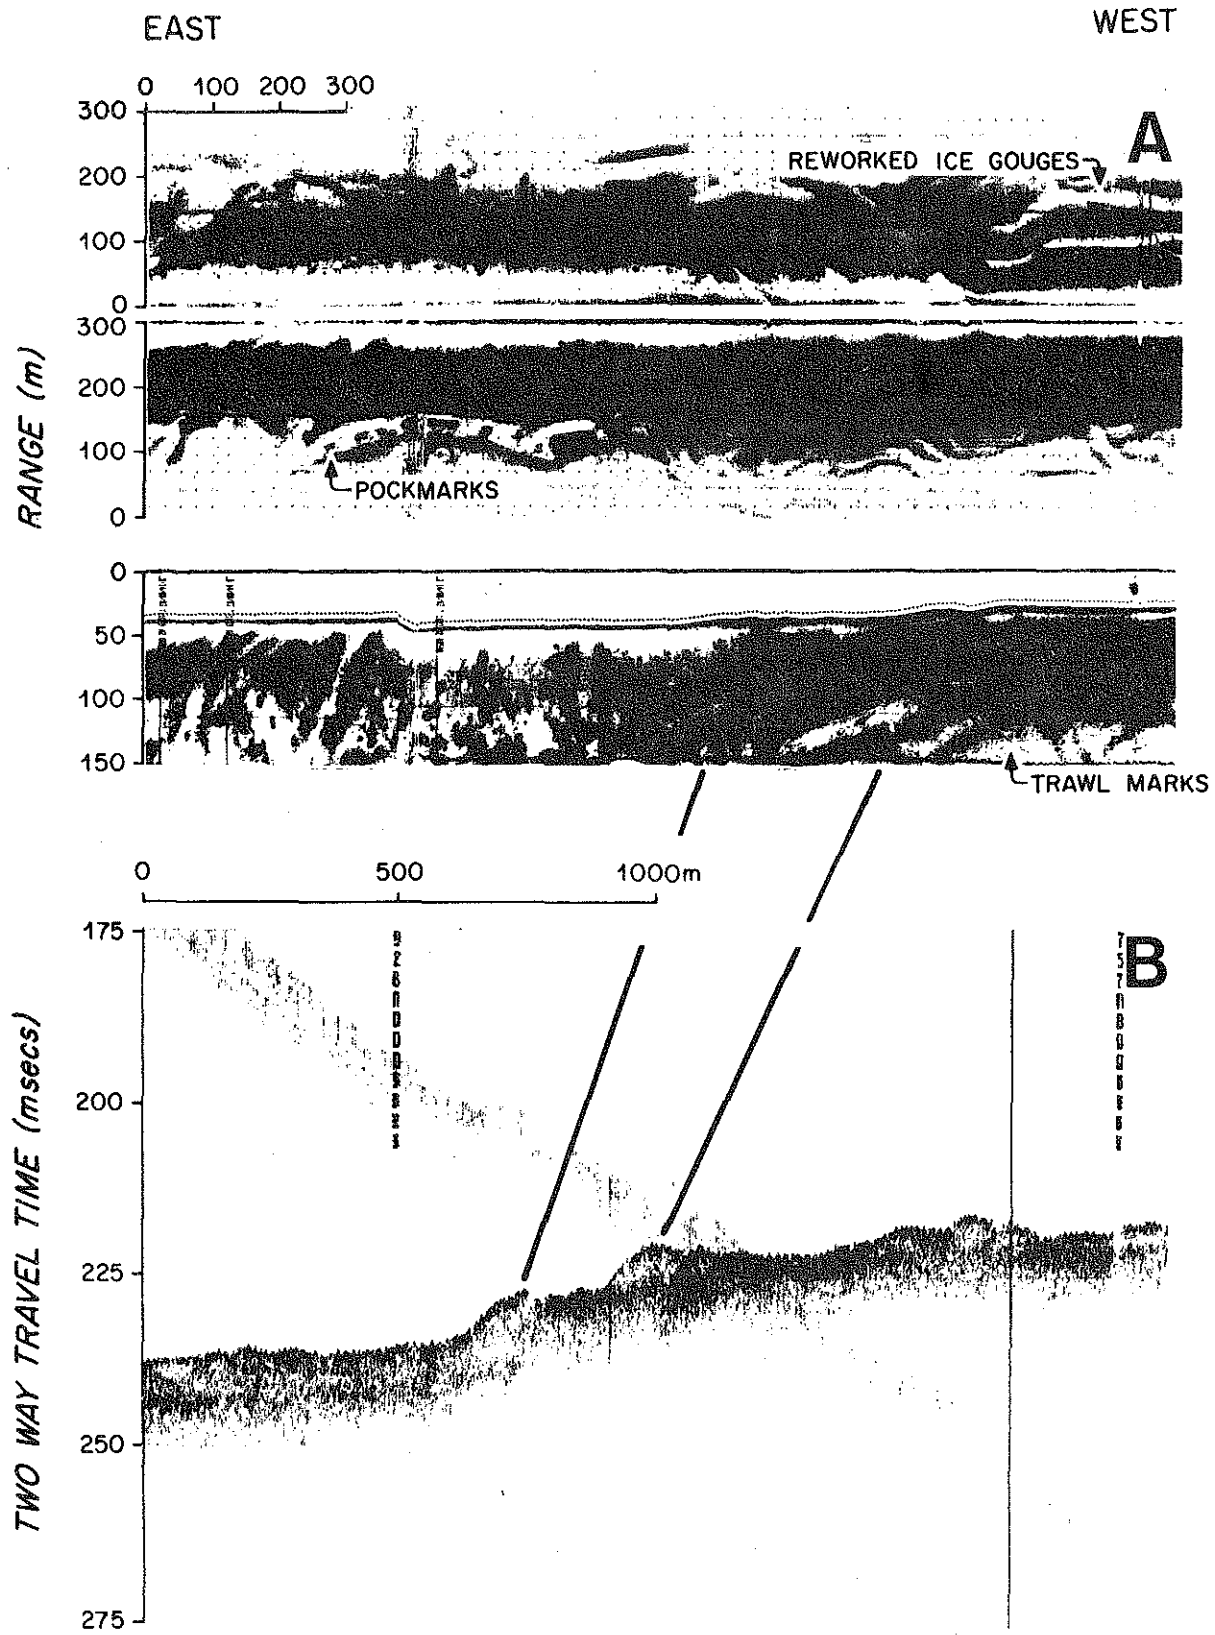 EAST WEST
0 100 200 300
A
300
200
100
0
REWORKED ICE GOUGES
300
200
100
0
POCKMARKS
RANGE (m)
0
50
100
150
TRAWL MARKS
0 500 1000m
B
175
200
225
250
275
TWO WAY TRAVEL TIME (msecs)